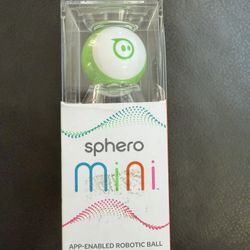 sphero
mini
APP-ENABLED ROBOTIC BALL